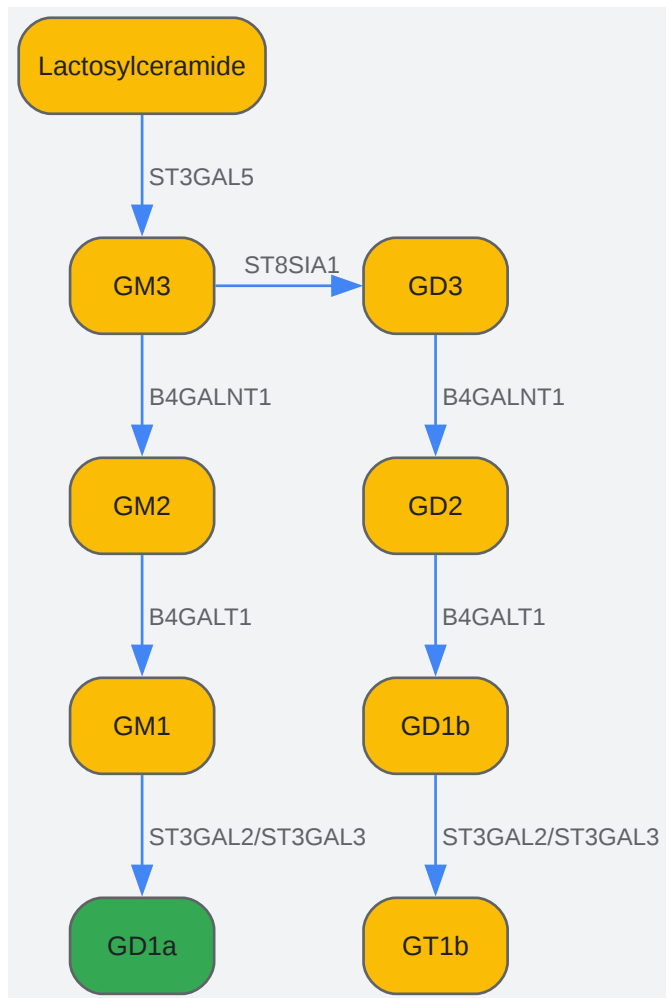 Lactosylceramide
ST3GAL5
ST8SIA1
GM3
GD3
B4GALNT1
B4GALNT1
GM2
GD2
B4GALT1
B4GALT1
GM1
GD1b
ST3GAL2/ST3GAL3
ST3GAL2/ST3GAL3
GD1a
GT1b